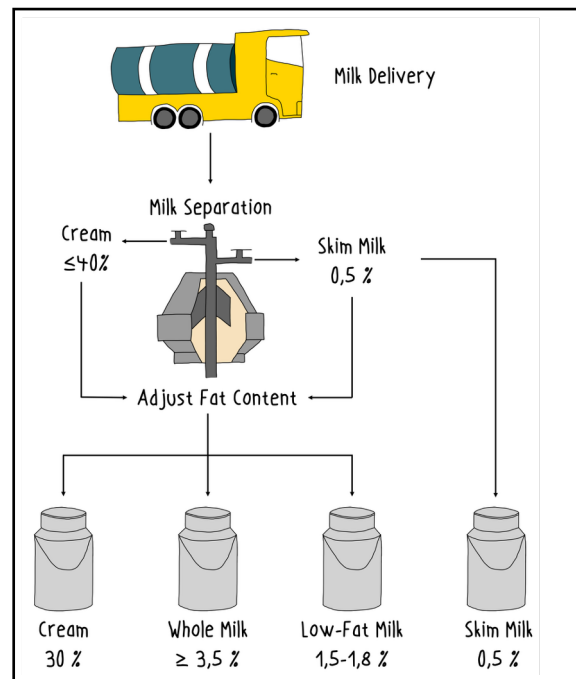 Milk Delivery
Milk Separation
Cream
≤40%
Skim Milk
0,5 %
Adjust Fat Content
Cream
30 %
Whole Milk
≥ 3,5 %
Low-Fat Milk
1,5-1,8 %
Skim Milk
0,5 %